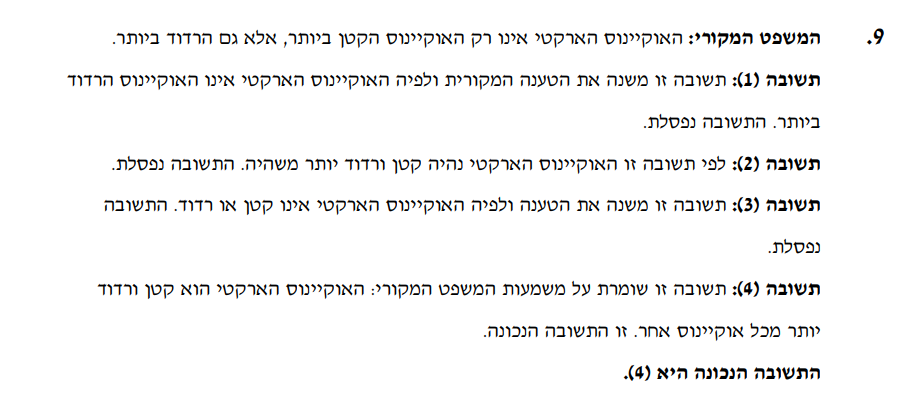 9. המשפט המקורי: האוקיינוס הארקטי אינו רק האוקיינוס הקטן ביותר, אלא גם הרדוד ביותר.
תשובה (1): תשובה זו משנה את הטענה המקורית ולפיה האוקיינוס הארקטי אינו האוקיינוס הרדוד
ביותר. התשובה נפסלת.
תשובה (2): לפי תשובה זו האוקיינוס הארקטי נהיה קטן ורדוד יותר משהיה. התשובה נפסלת.
תשובה (3): תשובה זו משנה את הטענה ולפיה האוקיינוס הארקטי אינו קטן או רדוד. התשובה
נפסלת.
תשובה (4): תשובה זו שומרת על משמעות המשפט המקורי: האוקיינוס הארקטי הוא קטן ורדוד
יותר מכל אוקיינוס אחר. זו התשובה הנכונה.
התשובה הנכונה היא (4).